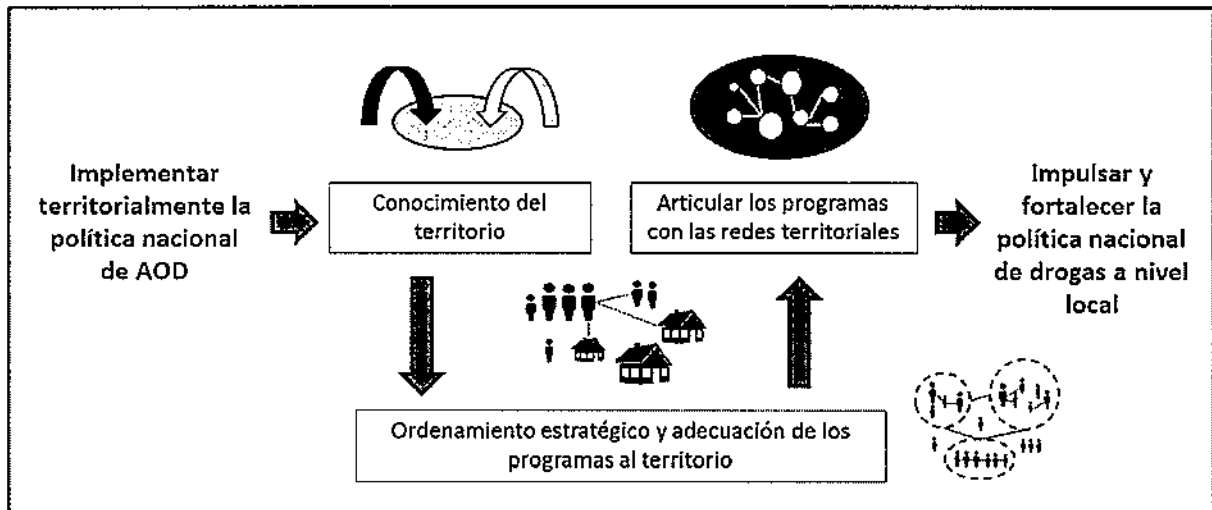 Implementar
territorialmente la
política nacional
de AOD
Conocimiento del
territorio
Ordenamiento estratégico y adecuación de los
programas al territorio
Articular los programas
con las redes territoriales
Impulsar y
fortalecer la
política nacional
de drogas a nivel
local